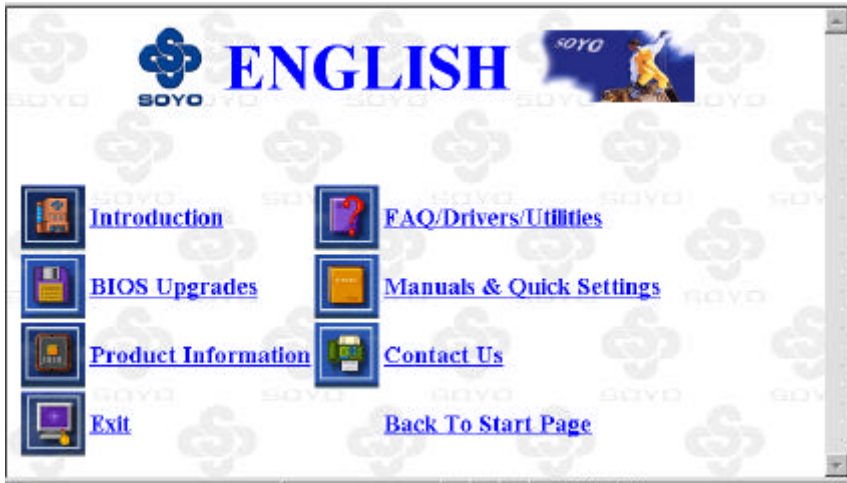 SOYO
ENGLISH
SOYO
Introduction
FAQ/Drivers/Utilities
BIOS Upgrades
Manuals & Quick Settings
Product Information
Contact Us
Exit
Back To Start Page